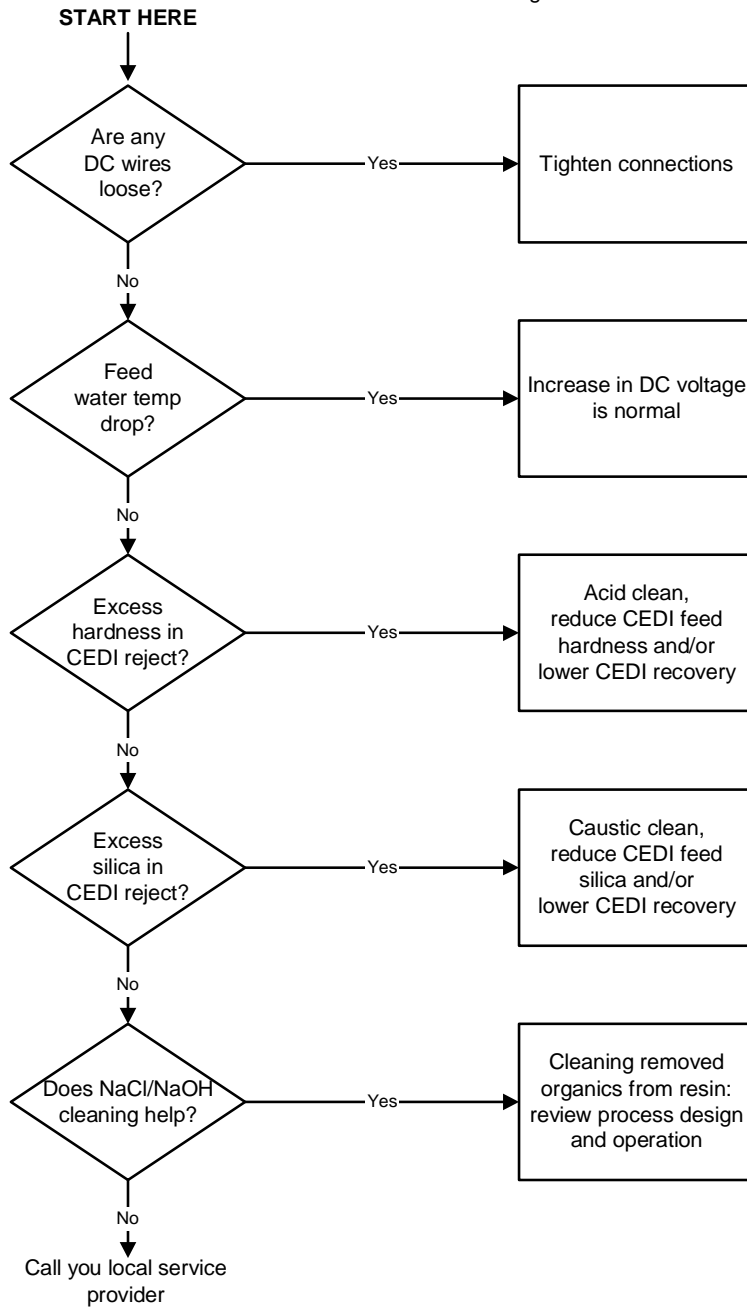 START HERE
Are any
DC wires
loose?
Yes
Tighten connections
No
Feed
water temp
drop?
Yes
Increase in DC voltage
is normal
No
Excess
hardness in
CEDI reject?
Yes
Acid clean,
reduce CEDI feed
hardness and/or
lower CEDI recovery
No
Excess
silica in
CEDI reject?
Yes
Caustic clean,
reduce CEDI feed
silica and/or
lower CEDI recovery
No
Does NaCl/NaOH
cleaning help?
Yes
Cleaning removed
organics from resin:
review process design
and operation
No
Call you local service
provider